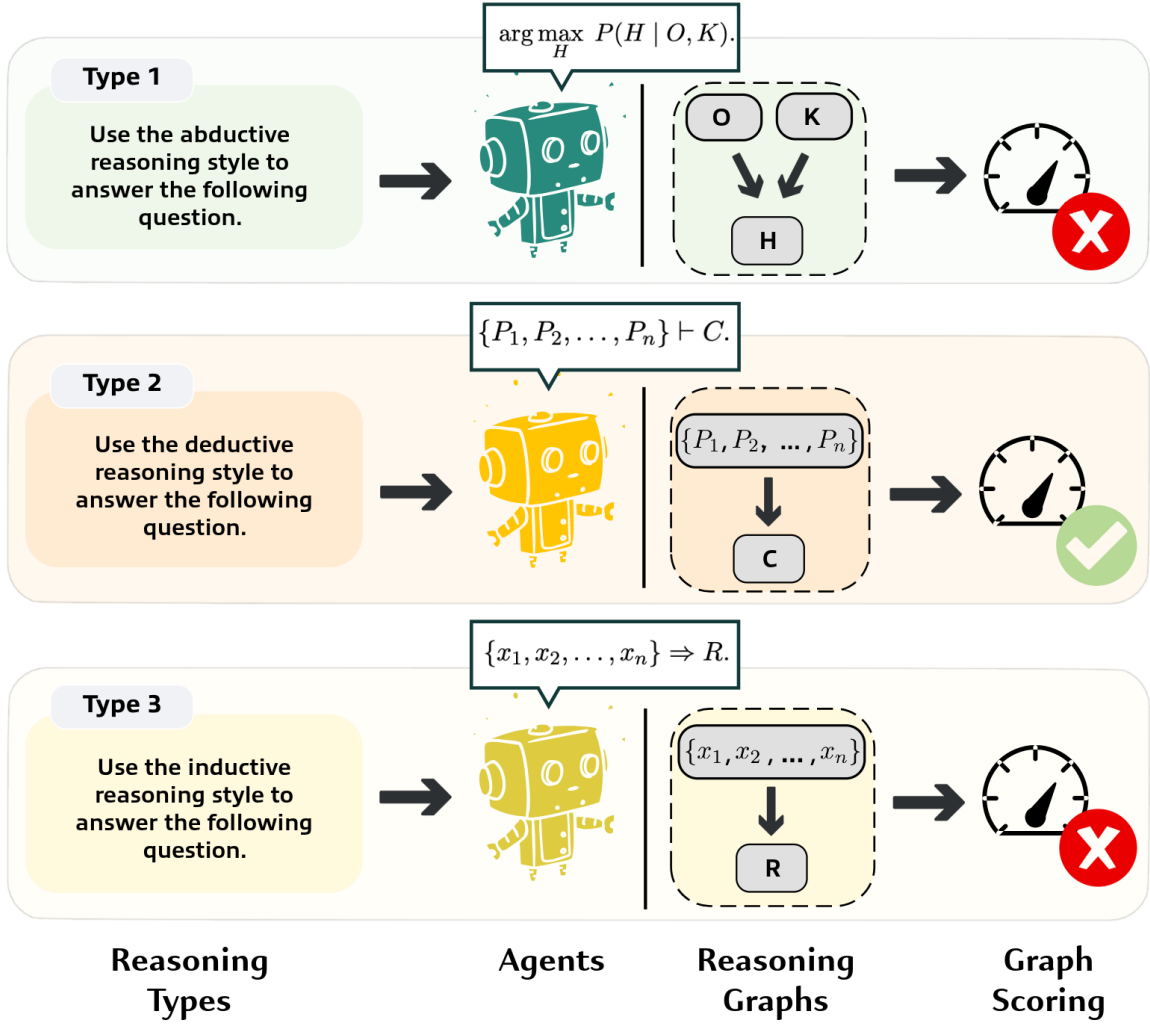 arg max P(H | O, K).
H
Type 1
Use the abductive
reasoning style to
answer the following
question.
O
K
H
{P₁, P₂, . . . , Pₙ} ⊢ C.
Type 2
Use the deductive
reasoning style to
answer the following
question.
{P₁, P₂, ... , Pₙ}
C
{x₁, x₂, . . . , xₙ} ⇒ R.
Type 3
Use the inductive
reasoning style to
answer the following
question.
{x₁, x₂ , ... , xₙ}
R
Reasoning
Types
Agents
Reasoning
Graphs
Graph
Scoring